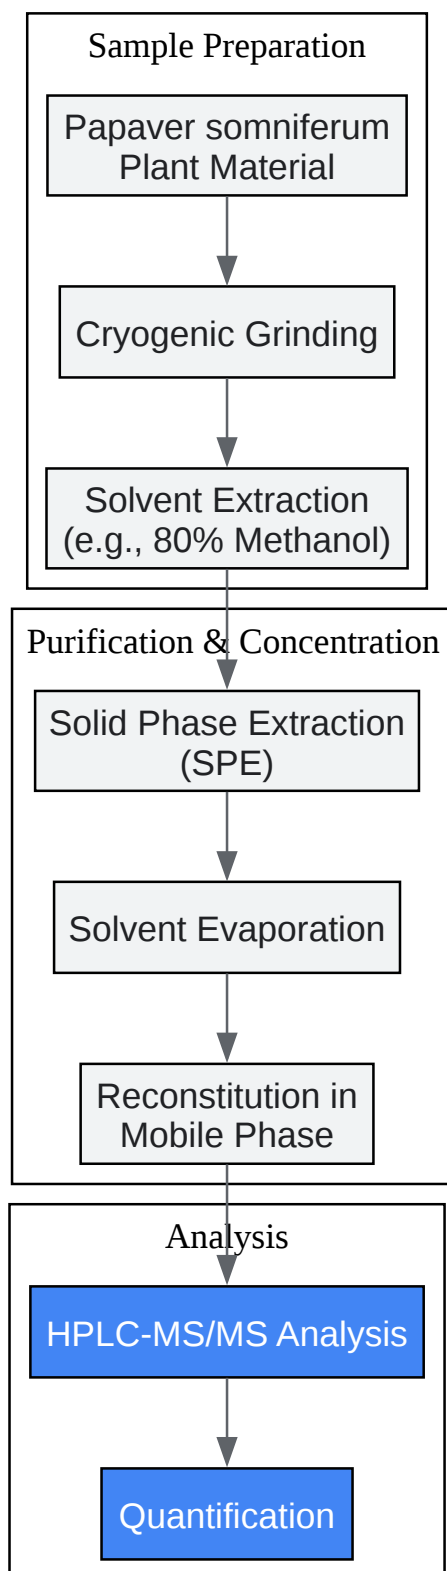 Sample Preparation
Papaver somniferum
Plant Material
Cryogenic Grinding
Solvent Extraction
(e.g., 80% Methanol)
Purification & Concentration
Solid Phase Extraction
(SPE)
Solvent Evaporation
Reconstitution in
Mobile Phase
Analysis
HPLC-MS/MS Analysis
Quantification